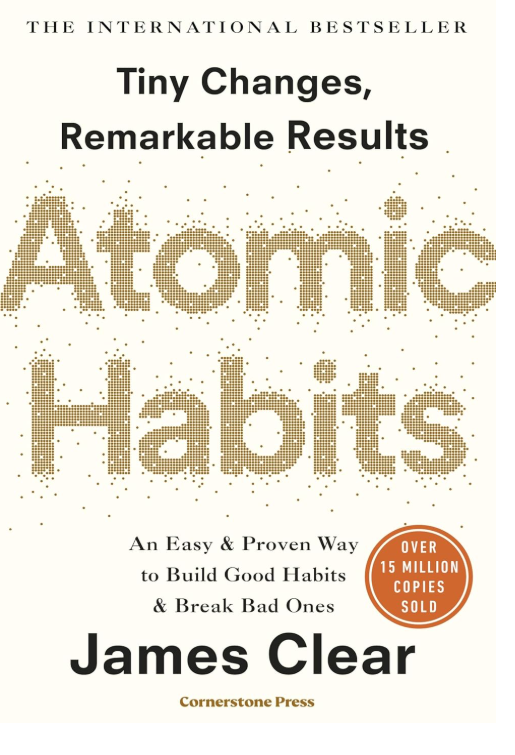 THE INTERNATIONAL BESTSELLER
Tiny Changes,
Remarkable Results
Atomic
Habits
An Easy & Proven Way
to Build Good Habits
& Break Bad Ones
OVER
15 MILLION
COPIES
SOLD
James Clear
Cornerstone Press